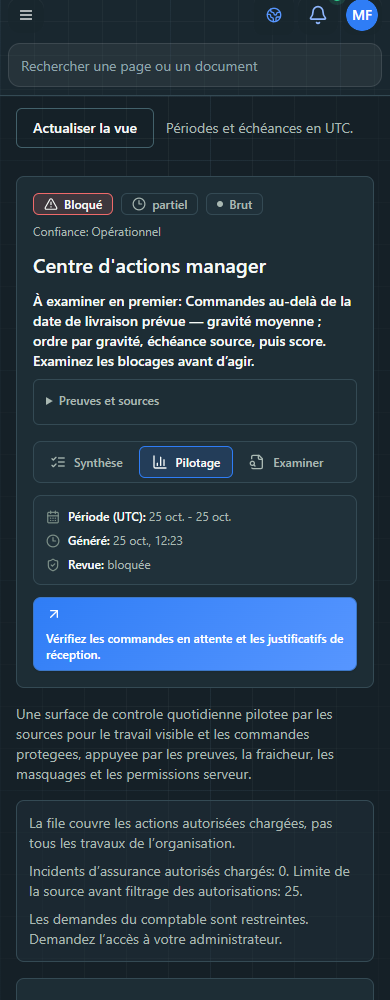 MF
Rechercher une page ou un document
Actualiser la vue
Périodes et échéances en UTC.
Bloqué
partiel
Brut
Confiance: Opérationnel
Centre d'actions manager
À examiner en premier: Commandes au-delà de la
date de livraison prévue — gravité moyenne ;
ordre par gravité, échéance source, puis score.
Examinez les blocages avant d’agir.
Preuves et sources
Synthèse
Pilotage
Examiner
Période (UTC): 25 oct. - 25 oct.
Généré: 25 oct., 12:23
Revue: bloquée
Vérifiez les commandes en attente et les justificatifs de
réception.
Une surface de controle quotidienne pilotee par les
sources pour le travail visible et les commandes
protegees, appuyee par les preuves, la fraicheur, les
masquages et les permissions serveur.
La file couvre les actions autorisées chargées, pas
tous les travaux de l’organisation.
Incidents d’assurance autorisés chargés: 0. Limite de
la source avant filtrage des autorisations: 25.
Les demandes du comptable sont restreintes.
Demandez l’accès à votre administrateur.